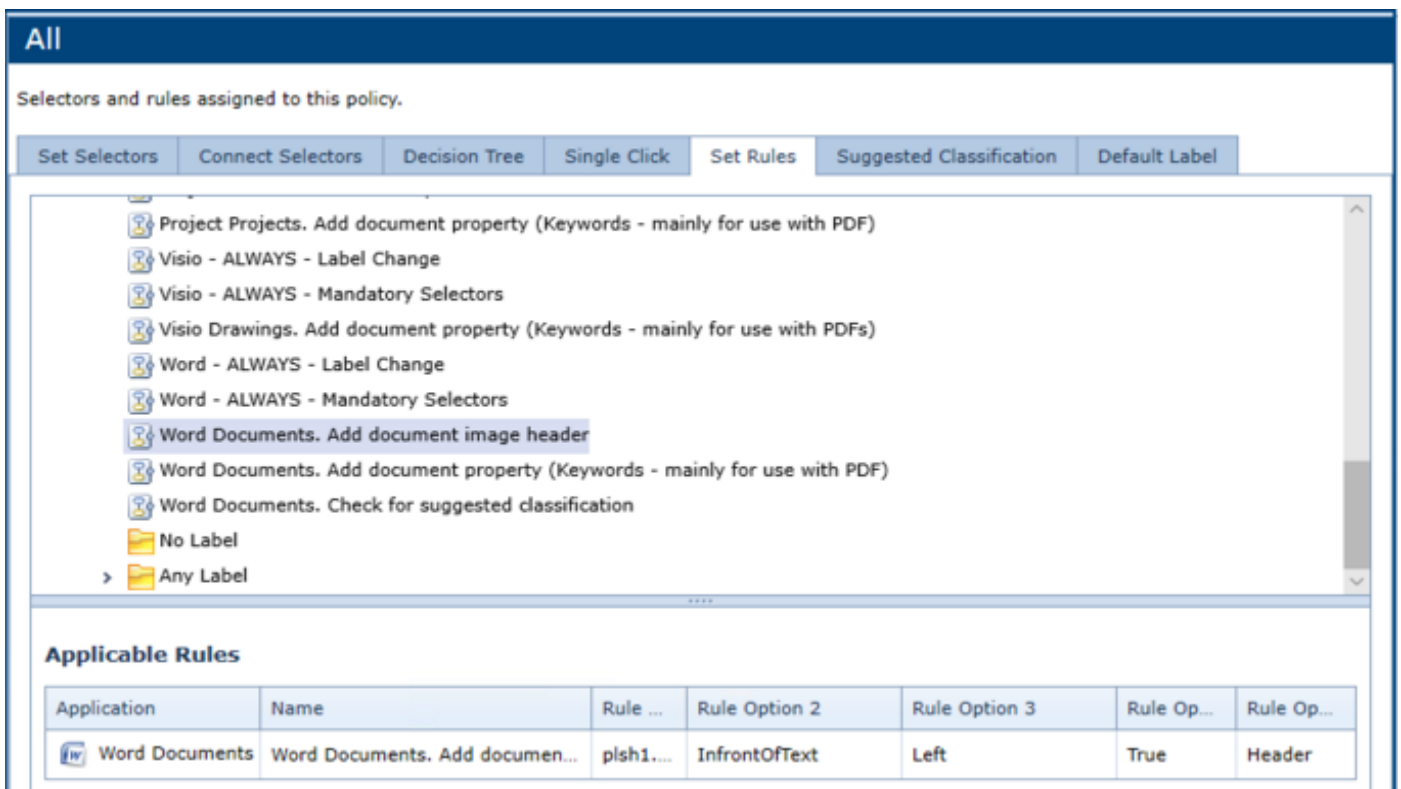 All
Selectors and rules assigned to this policy.
Set Selectors Connect Selectors Decision Tree Single Click Set Rules Suggested Classification Default Label
Project Projects. Add document property (Keywords - mainly for use with PDF)
Visio - ALWAYS - Label Change
Visio - ALWAYS - Mandatory Selectors
Visio Drawings. Add document property (Keywords - mainly for use with PDFs)
Word - ALWAYS - Label Change
Word - ALWAYS - Mandatory Selectors
Word Documents. Add document image header
Word Documents. Add document property (Keywords - mainly for use with PDF)
Word Documents. Check for suggested classification
No Label
Any Label
Applicable Rules
Application Name Rule ... Rule Option 2 Rule Option 3 Rule Op... Rule Op...
Word Documents Word Documents. Add documen... plsh1.... InfrontOfText Left True Header